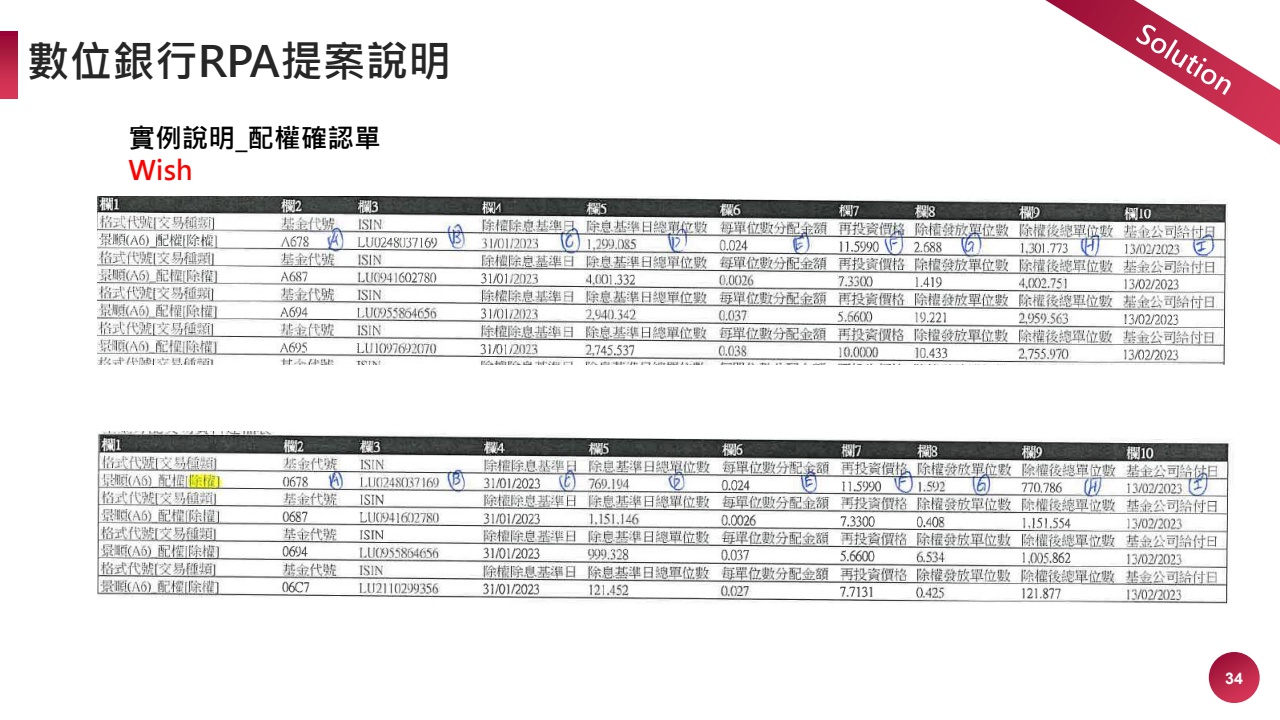 Solution
數位銀行RPA提案說明
實例說明_配權確認單
Wish
欄1 欄2 欄3 欄4 欄5 欄6 欄7 欄8 欄9 欄10
格式代號[交易種類] 基金代號 ISIN 除權除息基準日 除息基準日總單位數 每單位數分配金額 再投資價格 除權發放單位數 除權後總單位數 基金公司給付日
景順(A6)_配權[除權] A678 A LU0248037169 B 31/01/2023 C 1,299.085 D 0.024 E 11.5990 F 2.688 G 1,301.773 H 13/02/2023 I
格式代號[交易種類] 基金代號 ISIN 除權除息基準日 除息基準日總單位數 每單位數分配金額 再投資價格 除權發放單位數 除權後總單位數 基金公司給付日
景順(A6)_配權[除權] A687 LU0941602780 31/01/2023 4,001.332 0.0026 7.3300 1.419 4,002.751 13/02/2023
格式代號[交易種類] 基金代號 ISIN 除權除息基準日 除息基準日總單位數 每單位數分配金額 再投資價格 除權發放單位數 除權後總單位數 基金公司給付日
景順(A6)_配權[除權] A694 LU0955864656 31/01/2023 2,940.342 0.037 5.6600 19.221 2,959.563 13/02/2023
格式代號[交易種類] 基金代號 ISIN 除權除息基準日 除息基準日總單位數 每單位數分配金額 再投資價格 除權發放單位數 除權後總單位數 基金公司給付日
景順(A6)_配權[除權] A695 LU1097692070 31/01/2023 2,745.537 0.038 10.0000 10.433 2,755.970 13/02/2023
欄1 欄2 欄3 欄4 欄5 欄6 欄7 欄8 欄9 欄10
格式代號[交易種類] 基金代號 ISIN 除權除息基準日 除息基準日總單位數 每單位數分配金額 再投資價格 除權發放單位數 除權後總單位數 基金公司給付日
景順(A6)_配權[除權] 0678 A LU0248037169 B 31/01/2023 C 769.194 D 0.024 E 11.5990 F 1.592 G 770.786 H 13/02/2023 I
格式代號[交易種類] 基金代號 ISIN 除權除息基準日 除息基準日總單位數 每單位數分配金額 再投資價格 除權發放單位數 除權後總單位數 基金公司給付日
景順(A6)_配權[除權] 0687 LU0941602780 31/01/2023 1,151.146 0.0026 7.3300 0.408 1,151.554 13/02/2023
格式代號[交易種類] 基金代號 ISIN 除權除息基準日 除息基準日總單位數 每單位數分配金額 再投資價格 除權發放單位數 除權後總單位數 基金公司給付日
景順(A6)_配權[除權] 0694 LU0955864656 31/01/2023 999.328 0.037 5.6600 6.534 1,005.862 13/02/2023
格式代號[交易種類] 基金代號 ISIN 除權除息基準日 除息基準日總單位數 每單位數分配金額 再投資價格 除權發放單位數 除權後總單位數 基金公司給付日
景順(A6)_配權[除權] 06C7 LU2110299356 31/01/2023 121.452 0.027 7.7131 0.425 121.877 13/02/2023
34